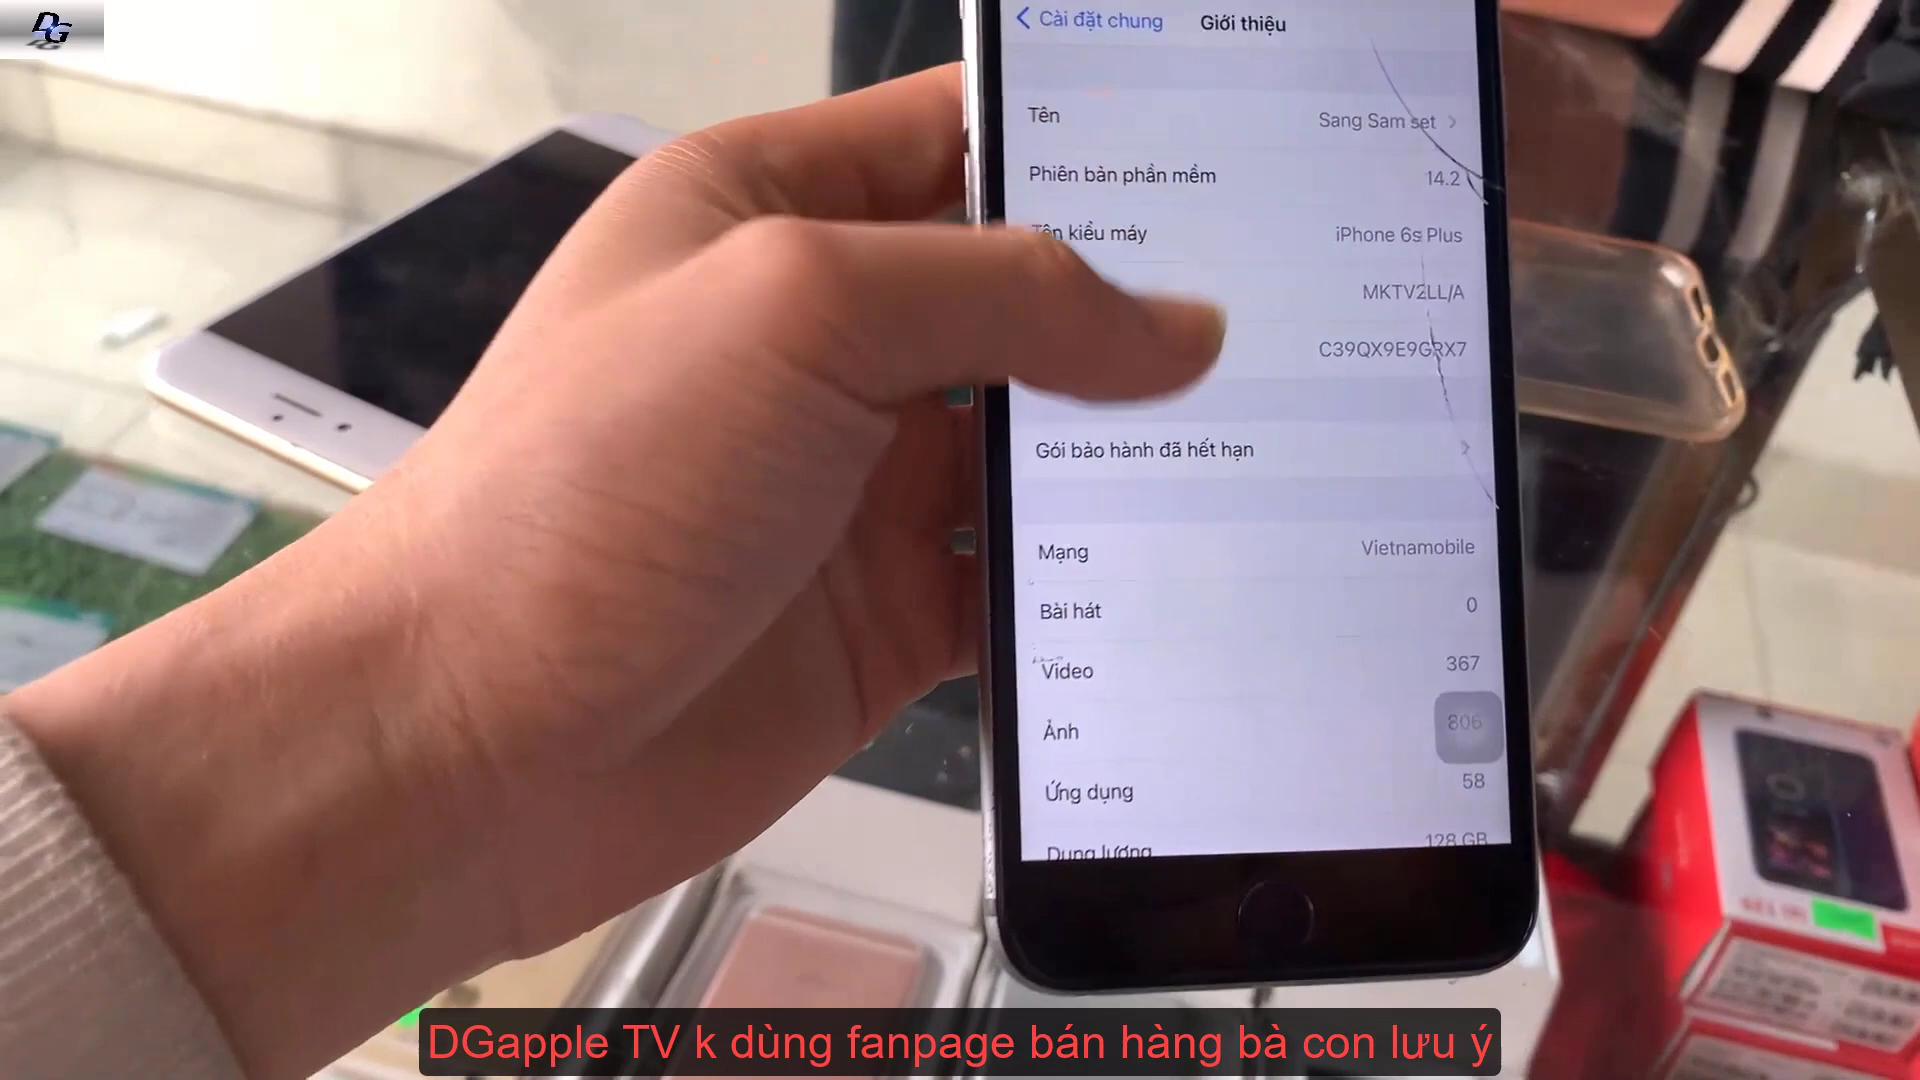 DG
Cài đặt chung
Giới thiệu
Tên
Sang Sam set
Phiên bản phần mềm
14.2
Tên kiểu máy
iPhone 6s Plus
MKTV2LL/A
C39QX9E9GRX7
Gói bảo hành đã hết hạn
Mạng
Vietnamobile
Bài hát
0
Video
367
Ảnh
806
Ứng dụng
58
Dung lượng
128 GB
DGapple TV k dùng fanpage bán hàng bà con lưu ý